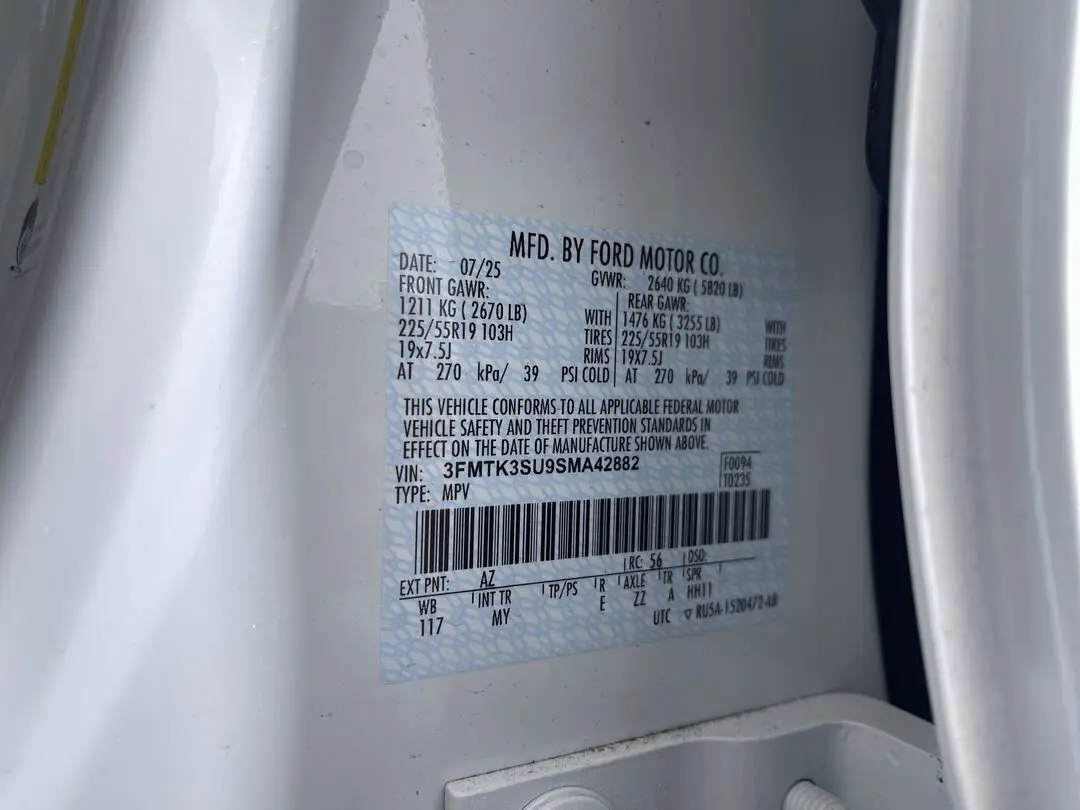 MFD. BY FORD MOTOR CO.
DATE: 07/25 GVWR: 2640 KG ( 5820 LB)
FRONT GAWR: REAR GAWR:
1211 KG ( 2670 LB) WITH 1476 KG ( 3255 LB) WITH
225/55R19 103H TIRES 225/55R19 103H TIRES
19x7.5J RIMS 19X7.5J RIMS
AT 270 kPa/ 39 PSI COLD AT 270 kPa/ 39 PSI COLD
THIS VEHICLE CONFORMS TO ALL APPLICABLE FEDERAL MOTOR
VEHICLE SAFETY AND THEFT PREVENTION STANDARDS IN
EFFECT ON THE DATE OF MANUFACTURE SHOWN ABOVE.
VIN: 3FMTK3SU9SMA42882 F0094
TYPE: MPV T0235
EXT PNT: AZ RC: 56 DSO:
WB INT TR TP/PS R AXLE TR SPR
117 MY E ZZ A HH11
UTC ▽ RU5A-15204